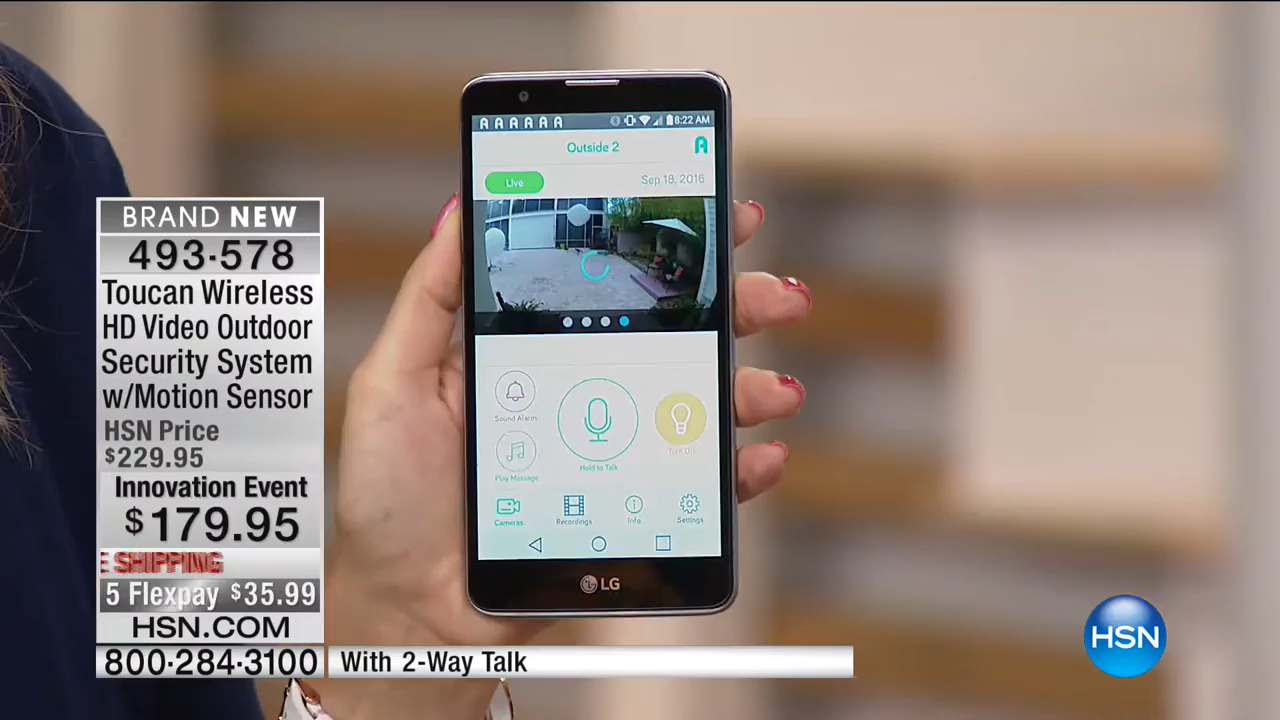 BRAND NEW
493-578
Toucan Wireless
HD Video Outdoor
Security System
w/Motion Sensor
HSN Price
$229.95
Innovation Event
$179.95
E SHIPPING
5 Flexpay $35.99
HSN.COM
800-284-3100
With 2-Way Talk
A A A A A A
8:22 AM
Outside 2
Live
Sep 18, 2016
Sound Alarm
Hold to Talk
Turn Off
Play Message
Cameras
Recordings
Info
Settings
LG
HSN